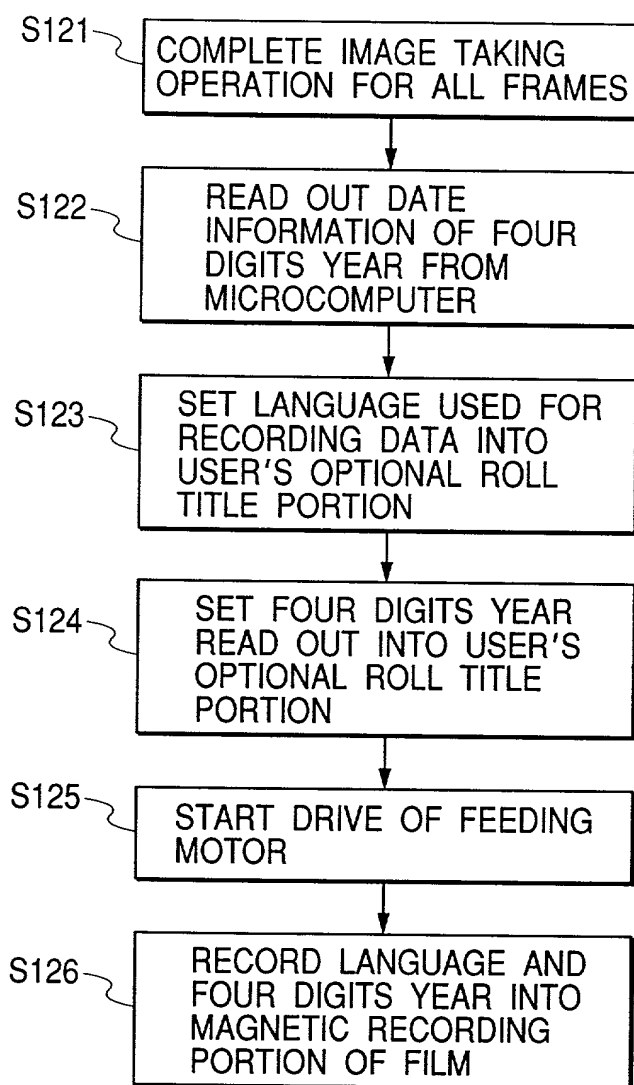 S121
COMPLETE IMAGE TAKING
OPERATION FOR ALL FRAMES
S122
READ OUT DATE
INFORMATION OF FOUR
DIGITS YEAR FROM
MICROCOMPUTER
S123
SET LANGUAGE USED FOR
RECORDING DATA INTO
USER'S OPTIONAL ROLL
TITLE PORTION
S124
SET FOUR DIGITS YEAR
READ OUT INTO USER'S
OPTIONAL ROLL TITLE
PORTION
S125
START DRIVE OF FEEDING
MOTOR
S126
RECORD LANGUAGE AND
FOUR DIGITS YEAR INTO
MAGNETIC RECORDING
PORTION OF FILM